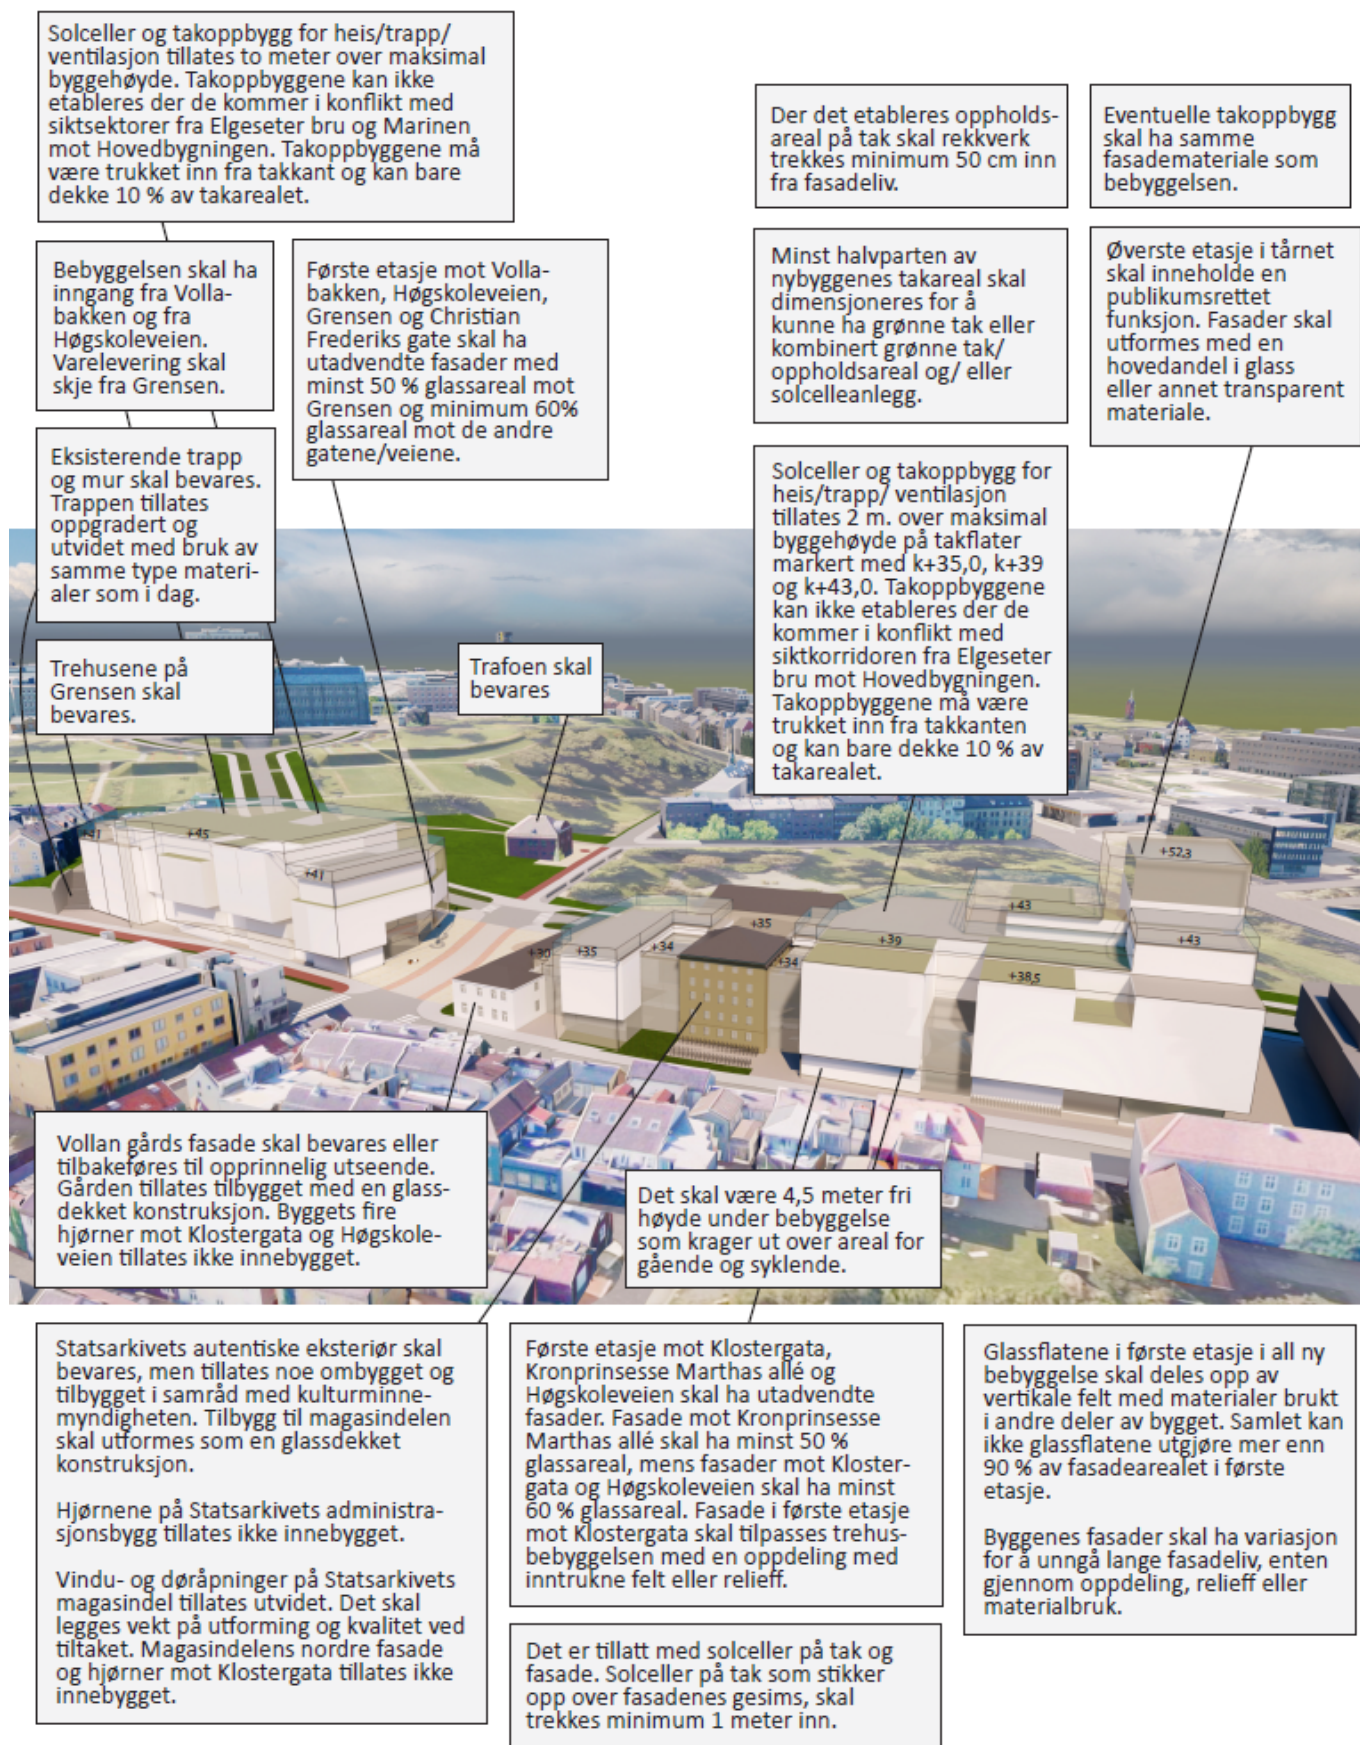 Solceller og takoppbygg for heis/trapp/
ventilasjon tillates to meter over maksimal
byggehøyde. Takoppbyggene kan ikke
etableres der de kommer i konflikt med
siktsektorer fra Elgeseter bru og Marinen
mot Hovedbygningen. Takoppbyggene må
være trukket inn fra takkant og kan bare
dekke 10 % av takarealet.
Der det etableres oppholds-
areal på tak skal rekkverk
trekkes minimum 50 cm inn
fra fasadeliv.
Eventuelle takoppbygg
skal ha samme
fasademateriale som
bebyggelsen.
Bebyggelsen skal ha
inngang fra Volla-
bakken og fra
Høgskoleveien.
Varelevering skal
skje fra Grensen.
Første etasje mot Volla-
bakken, Høgskoleveien,
Grensen og Christian
Frederiks gate skal ha
utadvendte fasader med
minst 50 % glassareal mot
Grensen og minimum 60%
glassareal mot de andre
gatene/veiene.
Minst halvparten av
nybyggenes takareal skal
dimensjoneres for å
kunne ha grønne tak eller
kombinert grønne tak/
oppholdsareal og/ eller
solcelleanlegg.
Øverste etasje i tårnet
skal inneholde en
publikumsrettet
funksjon. Fasader skal
utformes med en
hovedandel i glass
eller annet transparent
materiale.
Eksisterende trapp
og mur skal bevares.
Trappen tillates
oppgradert og
utvidet med bruk av
samme type materi-
aler som i dag.
Solceller og takoppbygg for
heis/trapp/ ventilasjon
tillates 2 m. over maksimal
byggehøyde på takflater
markert med k+35,0, k+39
og k+43,0. Takoppbyggene
kan ikke etableres der de
kommer i konflikt med
siktkorridoren fra Elgeseter
bru mot Hovedbygningen.
Takoppbyggene må være
trukket inn fra takkanten
og kan bare dekke 10 % av
takarealet.
Trehusene på
Grensen skal
bevares.
Trafoen skal
bevares
+41
+45
+41
+30
+35
+34
+35
+34
+39
+43
+38,5
+52,3
+43
Vollan gårds fasade skal bevares eller
tilbakeføres til opprinnelig utseende.
Gården tillates tilbygget med en glass-
dekket konstruksjon. Byggets fire
hjørner mot Klostergata og Høgskole-
veien tillates ikke innebygget.
Det skal være 4,5 meter fri
høyde under bebyggelse
som krager ut over areal for
gående og syklende.
Statsarkivets autentiske eksteriør skal
bevares, men tillates noe ombygget og
tilbygget i samråd med kulturminne-
myndigheten. Tilbygg til magasindelen
skal utformes som en glassdekket
konstruksjon.
Hjørnene på Statsarkivets administra-
sjonsbygg tillates ikke innebygget.
Vindu- og døråpninger på Statsarkivets
magasindel tillates utvidet. Det skal
legges vekt på utforming og kvalitet ved
tiltaket. Magasindelens nordre fasade
og hjørner mot Klostergata tillates ikke
innebygget.
Første etasje mot Klostergata,
Kronprinsesse Marthas allé og
Høgskoleveien skal ha utadvendte
fasader. Fasade mot Kronprinsesse
Marthas allé skal ha minst 50 %
glassareal, mens fasader mot Kloster-
gata og Høgskoleveien skal ha minst
60 % glassareal. Fasade i første etasje
mot Klostergata skal tilpasses trehus-
bebyggelsen med en oppdeling med
inntrukne felt eller relieff.
Det er tillatt med solceller på tak og
fasade. Solceller på tak som stikker
opp over fasadenes gesims, skal
trekkes minimum 1 meter inn.
Glassflatene i første etasje i all ny
bebyggelse skal deles opp av
vertikale felt med materialer brukt
i andre deler av bygget. Samlet kan
ikke glassflatene utgjøre mer enn
90 % av fasadearealet i første
etasje.
Byggenes fasader skal ha variasjon
for å unngå lange fasadeliv, enten
gjennom oppdeling, relieff eller
materialbruk.